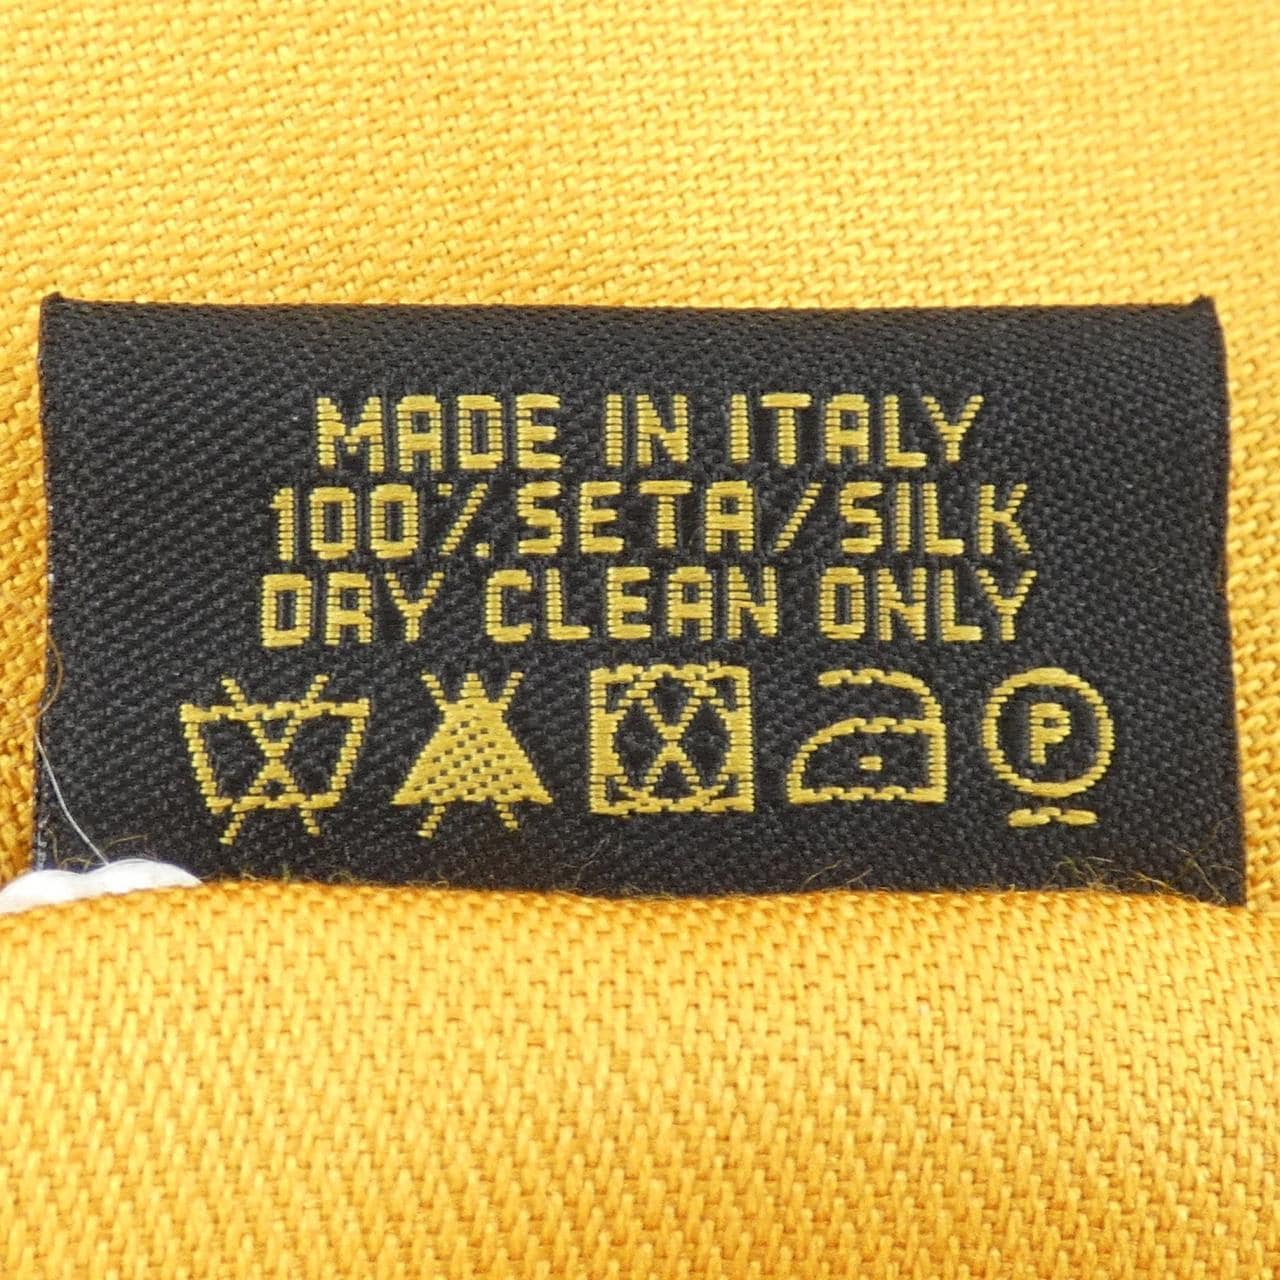 MADE IN ITALY
100% SETA/SILK
DRY CLEAN ONLY
P